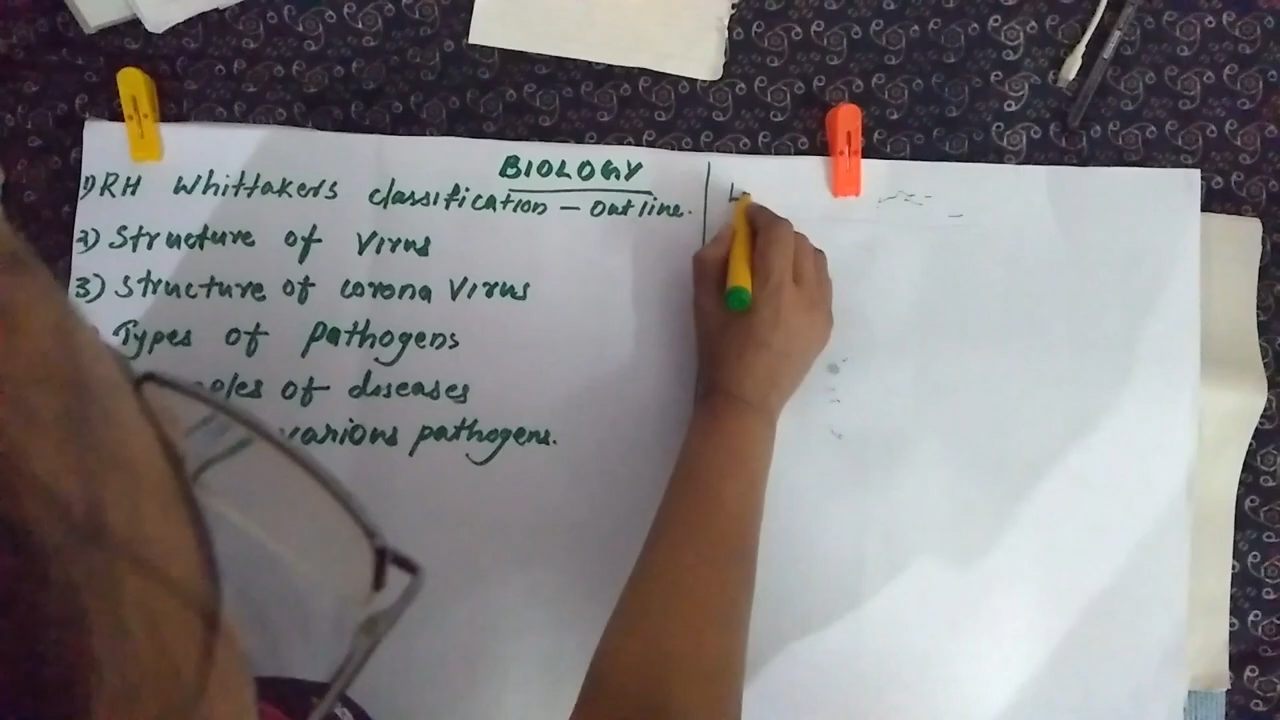 BIOLOGY
1) RH Whittakers classification – Outline.
2) Structure of Virus
3) Structure of corona Virus
Types of pathogens
of diseases
various pathogens.